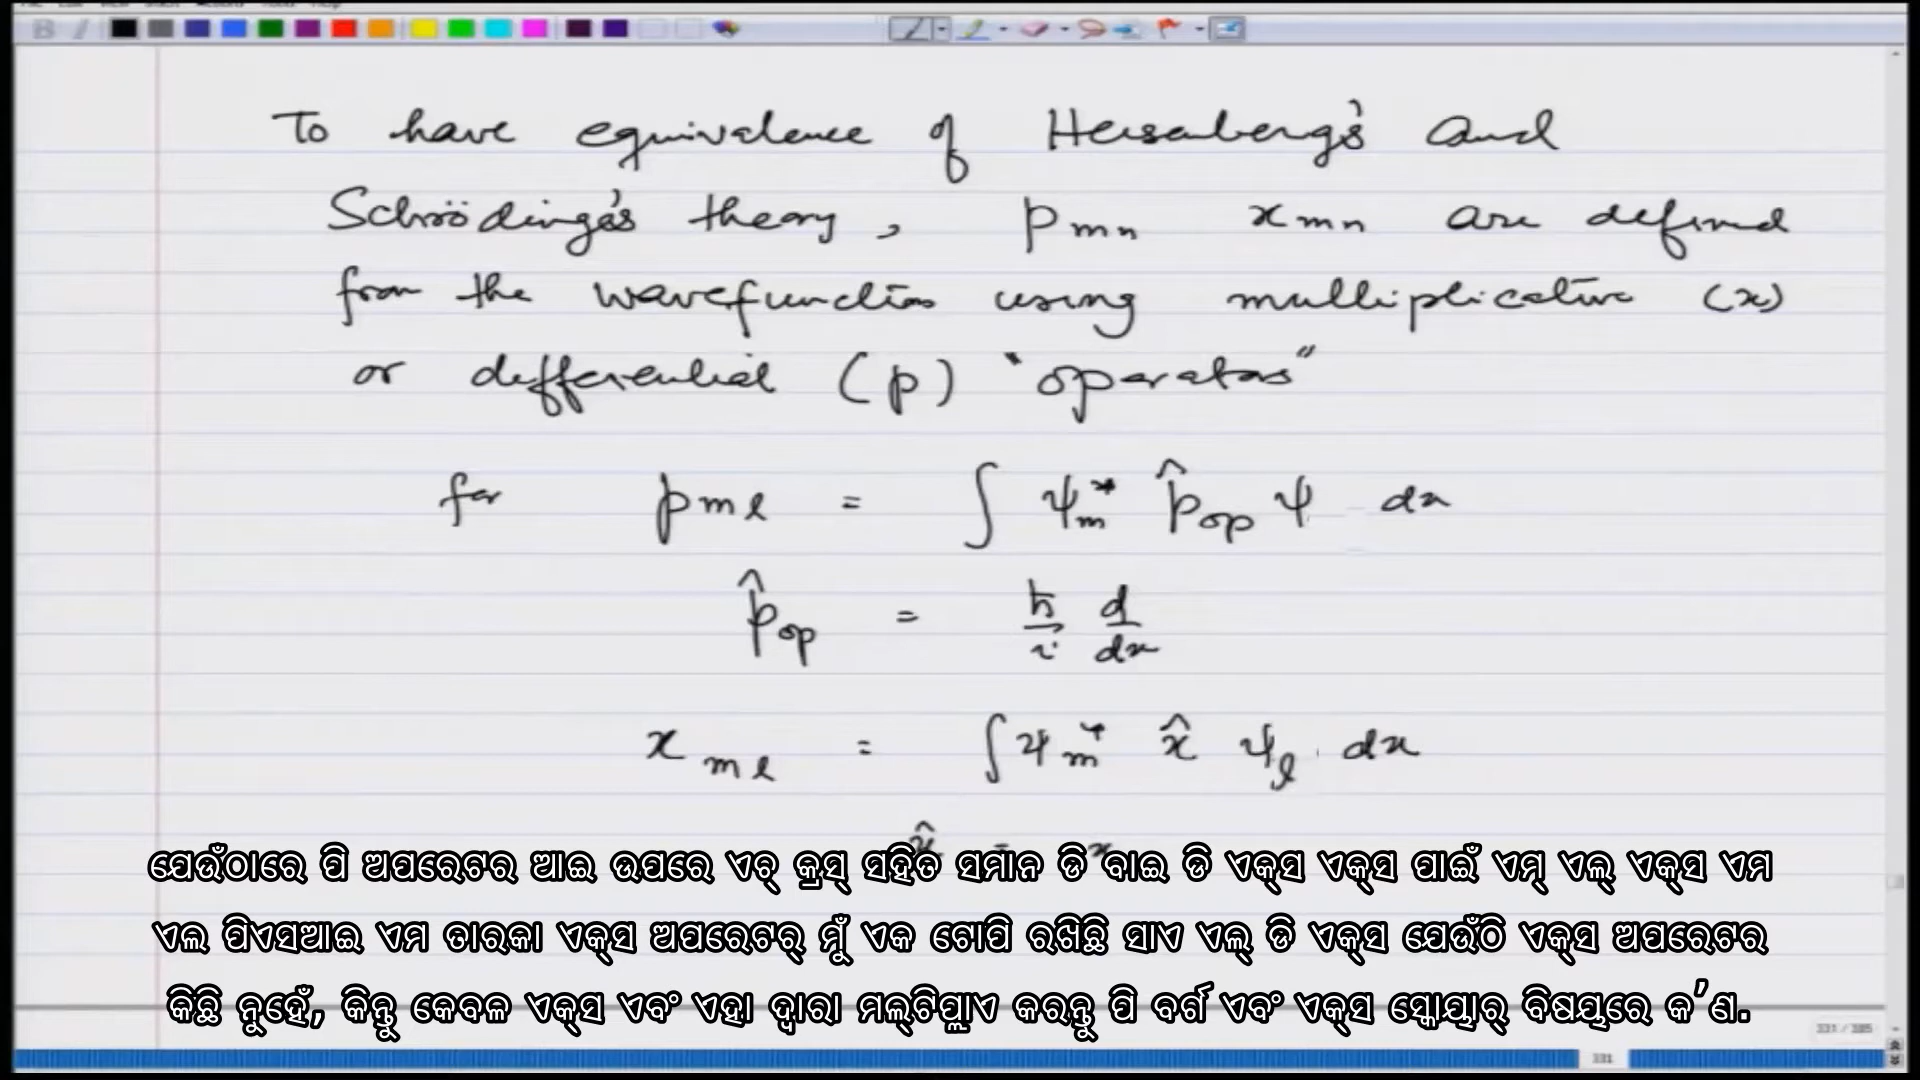 To have equivalence of Heisenberg's and
Schrödinger's theory, pmn xmn are defined
from the wavefunction using multiplicative (x)
or differential (p) "operators"
for pml = ∫ ψm* p̂op ψ dx
p̂op = ħ/i d/dx
xml = ∫ ψm* x̂ ψl dx
x̂ = x
ଯେଉଁଠାରେ ପି ଅପରେଟର ଆଇ ଉପରେ ଏଚ୍ କ୍ରସ୍ ସହିତ ସମାନ ଡି ବାଇ ଡି ଏକ୍ସ ଏକ୍ସ ପାଇଁ ଏମ୍ ଏଲ୍ ଏକ୍ସ ଏମ
ଏଲ ପିଏସଆଇ ଏମ ତାରକା ଏକ୍ସ ଅପରେଟର୍ ମୁଁ ଏକ ଟୋପି ରଖିଛି ସାଏ ଏଲ୍ ଡି ଏକ୍ସ ଯେଉଁଠି ଏକ୍ସ ଅପରେଟର
କିଛି ନୁହେଁ, କିନ୍ତୁ କେବଳ ଏକ୍ସ ଏବଂ ଏହା ଦ୍ୱାରା ମଲ୍ଟିପ୍ଲାଏ କରନ୍ତୁ ପି ବର୍ଗ ଏବଂ ଏକ୍ସ ସ୍କୋୟାର୍ ବିଷୟରେ କ'ଣ.
331 / 385
331